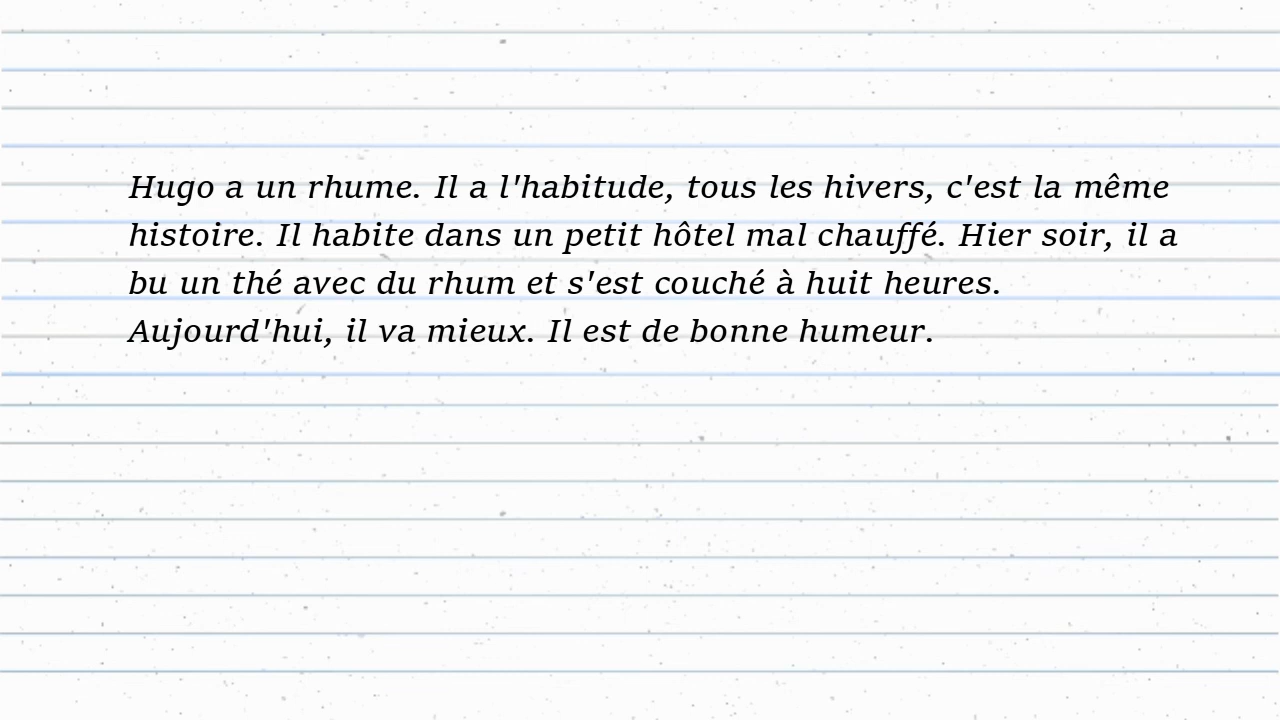 Hugo a un rhume. Il a l'habitude, tous les hivers, c'est la même
histoire. Il habite dans un petit hôtel mal chauffé. Hier soir, il a
bu un thé avec du rhum et s'est couché à huit heures.
Aujourd'hui, il va mieux. Il est de bonne humeur.